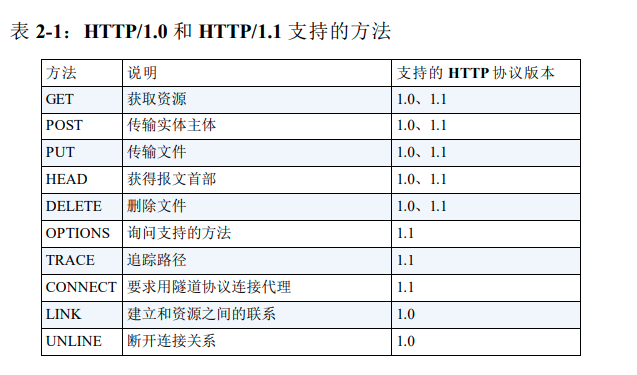 表 2-1：HTTP/1.0 和 HTTP/1.1 支持的方法
方法 说明 支持的 HTTP 协议版本
GET 获取资源 1.0、1.1
POST 传输实体主体 1.0、1.1
PUT 传输文件 1.0、1.1
HEAD 获得报文首部 1.0、1.1
DELETE 删除文件 1.0、1.1
OPTIONS 询问支持的方法 1.1
TRACE 追踪路径 1.1
CONNECT 要求用隧道协议连接代理 1.1
LINK 建立和资源之间的联系 1.0
UNLINE 断开连接关系 1.0